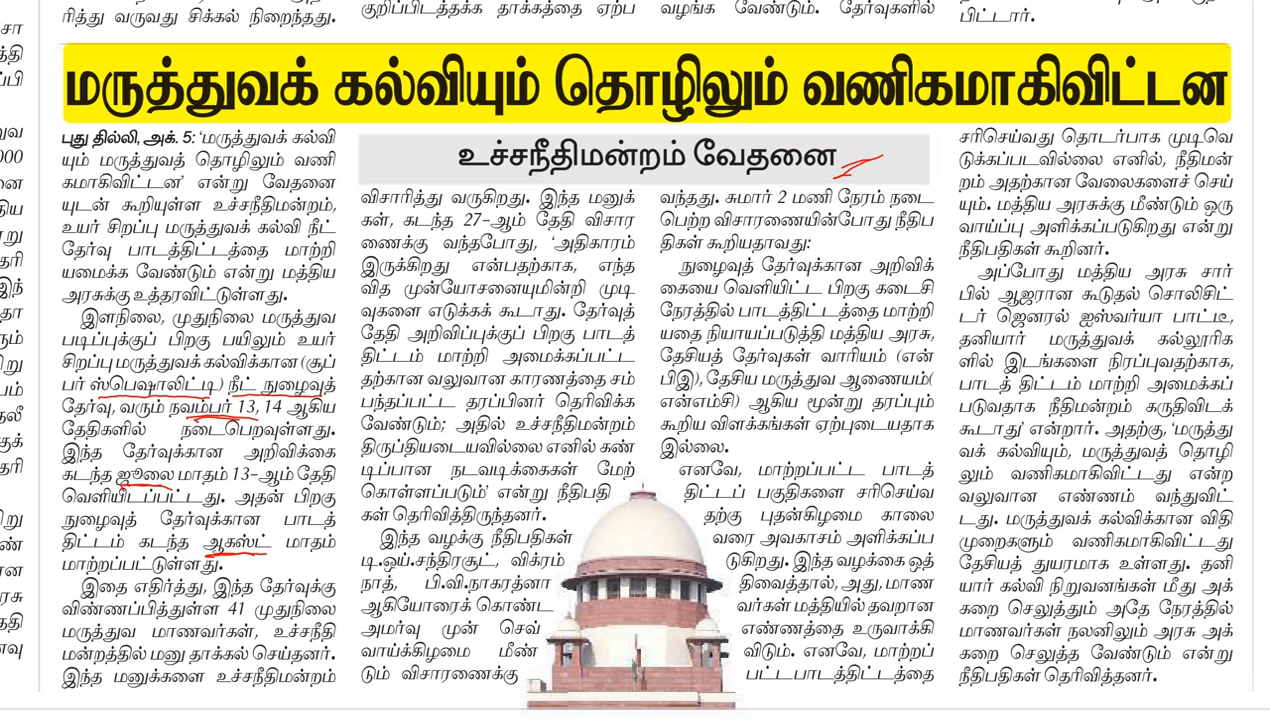 ரித்து வருவது சிக்கல் நிறைந்தது.
குறிப்பிடத்தக்க தாக்கத்தை ஏற்ப
வழங்க வேண்டும். தேர்வுகளில்
பிட்டார்.
மருத்துவக் கல்வியும் தொழிலும் வணிகமாகிவிட்டன
உச்சநீதிமன்றம் வேதனை
புது தில்லி, அக். 5: ‘மருத்துவக் கல்வி
யும் மருத்துவத் தொழிலும் வணி
கமாகிவிட்டன’ என்று வேதனை
யுடன் கூறியுள்ள உச்சநீதிமன்றம்,
உயர் சிறப்பு மருத்துவக் கல்வி நீட்
தேர்வு பாடத்திட்டத்தை மாற்றி
யமைக்க வேண்டும் என்று மத்திய
அரசுக்கு உத்தரவிட்டுள்ளது.
இளநிலை, முதுநிலை மருத்துவ
படிப்புக்குப் பிறகு பயிலும் உயர்
சிறப்பு மருத்துவக் கல்விக்கான (சூப்
பர் ஸ்பெஷாலிட்டி) நீட் நுழைவுத்
தேர்வு, வரும் நவம்பர் 13, 14 ஆகிய
தேதிகளில் நடைபெறவுள்ளது.
இந்த தேர்வுக்கான அறிவிக்கை
கடந்த ஜூலை மாதம் 13-ஆம் தேதி
வெளியிடப்பட்டது. அதன் பிறகு
நுழைவுத் தேர்வுக்கான பாடத்
திட்டம் கடந்த ஆகஸ்ட் மாதம்
மாற்றப்பட்டுள்ளது.
இதை எதிர்த்து, இந்த தேர்வுக்கு
விண்ணப்பித்துள்ள 41 முதுநிலை
மருத்துவ மாணவர்கள், உச்சநீதி
மன்றத்தில் மனு தாக்கல் செய்தனர்.
இந்த மனுக்களை உச்சநீதிமன்றம்
விசாரித்து வருகிறது. இந்த மனுக்
கள், கடந்த 27-ஆம் தேதி விசார
ணைக்கு வந்தபோது, ‘அதிகாரம்
இருக்கிறது என்பதற்காக, எந்த
வித முன்யோசனையுமின்றி முடி
வுகளை எடுக்கக் கூடாது. தேர்வுத்
தேதி அறிவிப்புக்குப் பிறகு பாடத்
திட்டம் மாற்றி அமைக்கப்பட்ட
தற்கான வலுவான காரணத்தை சம்
பந்தப்பட்ட தரப்பினர் தெரிவிக்க
வேண்டும்; அதில் உச்சநீதிமன்றம்
திருப்தியடையவில்லை எனில் கண்
டிப்பான நடவடிக்கைகள் மேற்
கொள்ளப்படும்’ என்று நீதிபதி
கள் தெரிவித்திருந்தனர்.
இந்த வழக்கு நீதிபதிகள்
டி.ஒய்.சந்திரசூட், விக்ரம்
நாத், பி.வி.நாகரத்னா
ஆகியோரைக் கொண்ட
அமர்வு முன் செவ்
வாய்க்கிழமை மீண்
டும் விசாரணைக்கு
வந்தது. சுமார் 2 மணி நேரம் நடை
பெற்ற விசாரணையின்போது நீதிப
திகள் கூறியதாவது:
நுழைவுத் தேர்வுக்கான அறிவிக்
கையை வெளியிட்ட பிறகு கடைசி
நேரத்தில் பாடத்திட்டத்தை மாற்றி
யதை நியாயப்படுத்தி மத்திய அரசு,
தேசியத் தேர்வுகள் வாரியம் (என்
பிஇ), தேசிய மருத்துவ ஆணையம்(
என்எம்சி) ஆகிய மூன்று தரப்பும்
கூறிய விளக்கங்கள் ஏற்புடையதாக
இல்லை.
எனவே, மாற்றப்பட்ட பாடத்
திட்டப் பகுதிகளை சரிசெய்வ
தற்கு புதன்கிழமை காலை
வரை அவகாசம் அளிக்கப்ப
டுகிறது. இந்த வழக்கை ஒத்
திவைத்தால், அது, மாண
வர்கள் மத்தியில் தவறான
எண்ணத்தை உருவாக்கி
விடும். எனவே, மாற்றப்
பட்டபாடத்திட்டத்தை
சரிசெய்வது தொடர்பாக முடிவெ
டுக்கப்படவில்லை எனில், நீதிமன்
றம் அதற்கான வேலைகளைச் செய்
யும். மத்திய அரசுக்கு மீண்டும் ஒரு
வாய்ப்பு அளிக்கப்படுகிறது என்று
நீதிபதிகள் கூறினர்.
அப்போது மத்திய அரசு சார்
பில் ஆஜரான கூடுதல் சொலிசிட்
டர் ஜெனரல் ஐஸ்வர்யா பாட்டீ,
தனியார் மருத்துவக் கல்லூரிக
ளில் இடங்களை நிரப்புவதற்காக,
பாடத் திட்டம் மாற்றி அமைக்கப்
படுவதாக நீதிமன்றம் கருதிவிடக்
கூடாது’ என்றார். அதற்கு, ‘மருத்து
வக் கல்வியும், மருத்துவத் தொழி
லும் வணிகமாகிவிட்டது என்ற
வலுவான எண்ணம் வந்துவிட்
டது. மருத்துவக் கல்விக்கான விதி
முறைகளும் வணிகமாகிவிட்டது
தேசியத் துயரமாக உள்ளது. தனி
யார் கல்வி நிறுவனங்கள் மீது அக்
கறை செலுத்தும் அதே நேரத்தில்
மாணவர்கள் நலனிலும் அரசு அக்
கறை செலுத்த வேண்டும் என்று
நீதிபதிகள் தெரிவித்தனர்.